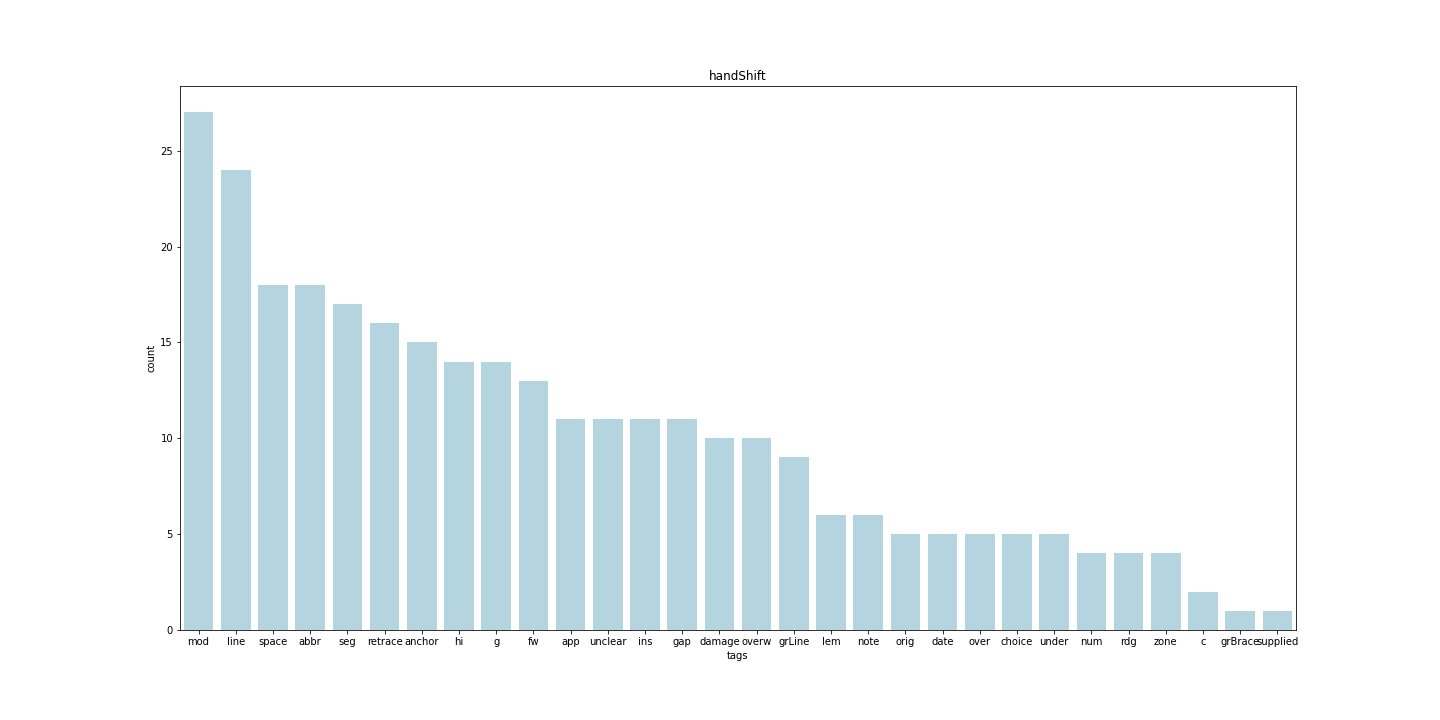 handShift
25
20
15
10
5
0
count
mod line space abbr seg retrace anchor hi g fw app unclear ins gap damage overw grLine lem note orig date over choice under num rdg zone c grBrace supplied
tags